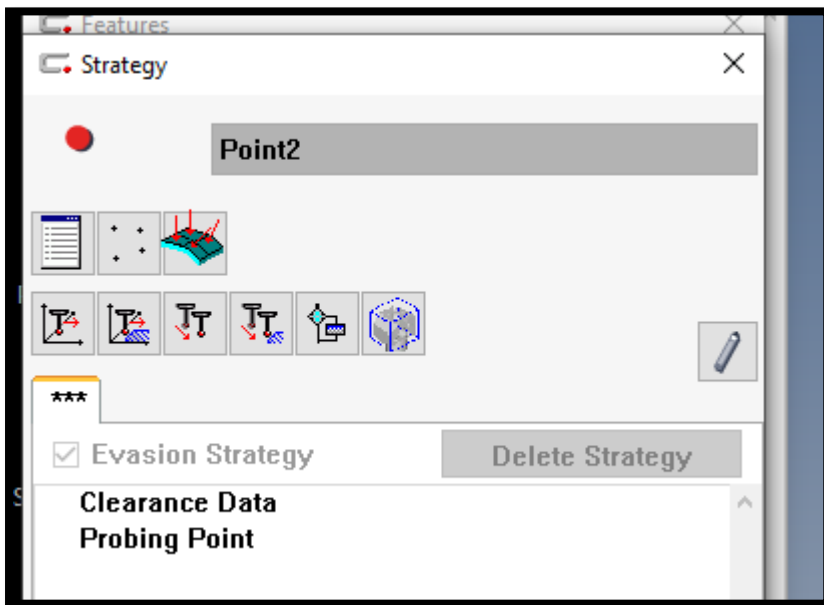 Features
Strategy
Point2
***
Evasion Strategy
Delete Strategy
Clearance Data
Probing Point